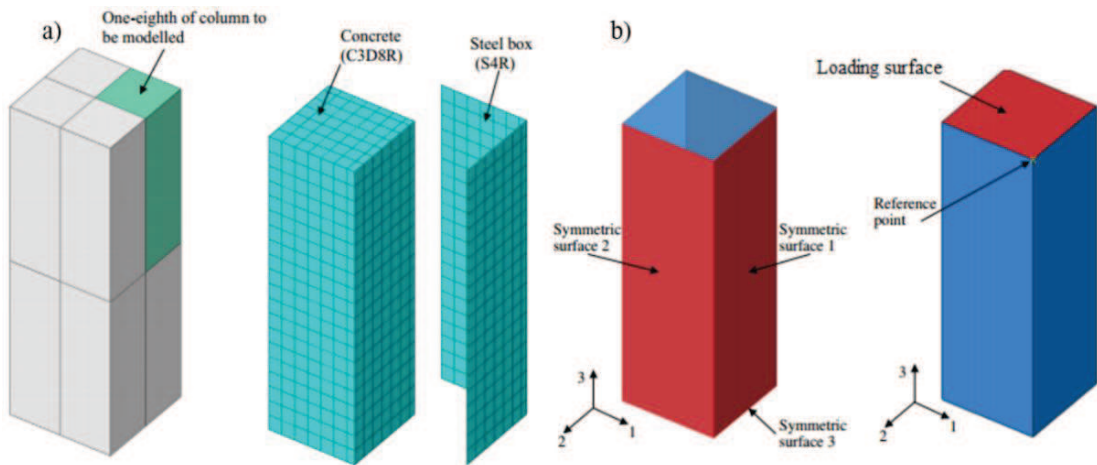 a)
One-eighth of column to
be modelled
Concrete
(C3D8R)
Steel box
(S4R)
b)
Loading surface
Reference
point
Symmetric
surface 2
Symmetric
surface 1
3
2
1
Symmetric
surface 3
3
2
1